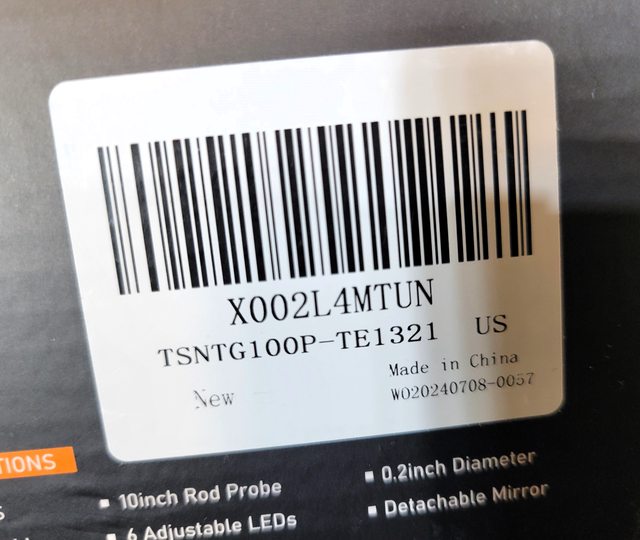 X002L4MTUN
TSNTG100P-TE1321 US
New
Made in China
WO20240708-0057
TIONS
▪ 10inch Rod Probe
▪ 6 Adjustable LEDs
▪ 0.2inch Diameter
▪ Detachable Mirror